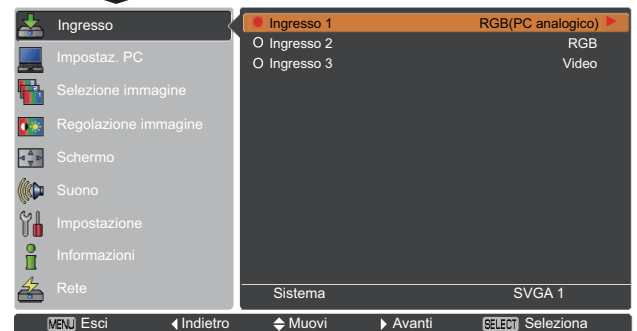 Ingresso
Impostaz. PC
Selezione immagine
Regolazione immagine
Schermo
Suono
Impostazione
Informazioni
Rete
Ingresso 1 RGB(PC analogico)
Ingresso 2 RGB
Ingresso 3 Video
Sistema SVGA 1
MENU Esci Indietro Muovi Avanti SELECT Seleziona